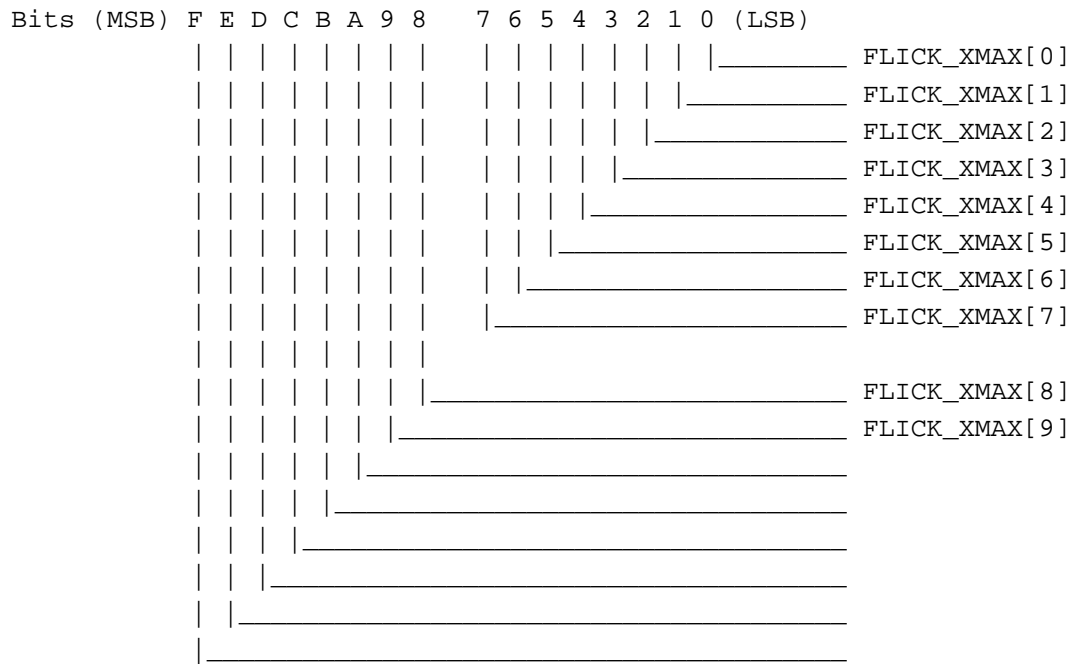 Bits (MSB) F E D C B A 9 8 7 6 5 4 3 2 1 0 (LSB)
FLICK_XMAX[0]
FLICK_XMAX[1]
FLICK_XMAX[2]
FLICK_XMAX[3]
FLICK_XMAX[4]
FLICK_XMAX[5]
FLICK_XMAX[6]
FLICK_XMAX[7]
FLICK_XMAX[8]
FLICK_XMAX[9]